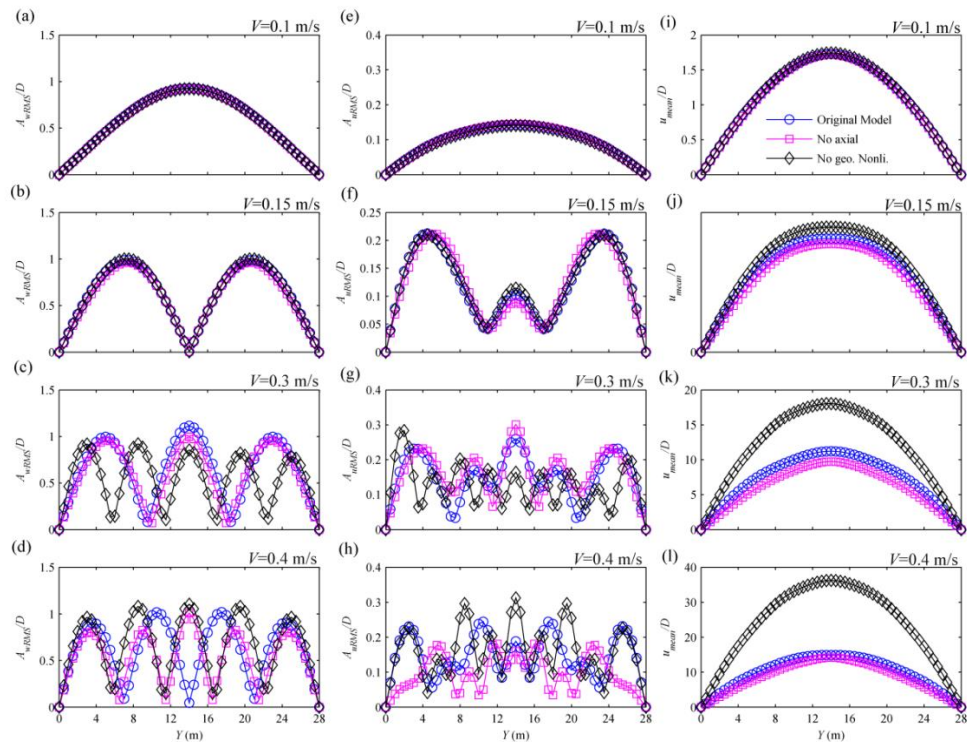 (a) V=0.1 m/s
1.5
1
0.5
0
A_wRMS/D
(e) V=0.1 m/s
0.4
0.3
0.2
0.1
0
A_uRMS/D
(i) V=0.1 m/s
2
1.5
1
0.5
0
u_mean/D
Original Model
No axial
No geo. Nonli.
(b) V=0.15 m/s
1.5
1
0.5
0
A_wRMS/D
(f) V=0.15 m/s
0.25
0.2
0.15
0.1
0.05
0
A_uRMS/D
(j) V=0.15 m/s
0
u_mean/D
(c) V=0.3 m/s
1.5
1
0.5
0
A_wRMS/D
(g) V=0.3 m/s
0.4
0.3
0.2
0.1
0
A_uRMS/D
(k) V=0.3 m/s
20
15
10
5
0
u_mean/D
(d) V=0.4 m/s
1.5
1
0.5
0
A_wRMS/D
0 4 8 12 16 20 24 28
Y (m)
(h) V=0.4 m/s
0.4
0.3
0.2
0.1
0
A_uRMS/D
0 4 8 12 16 20 24 28
Y (m)
(l) V=0.4 m/s
40
30
20
10
0
u_mean/D
0 4 8 12 16 20 24 28
Y (m)